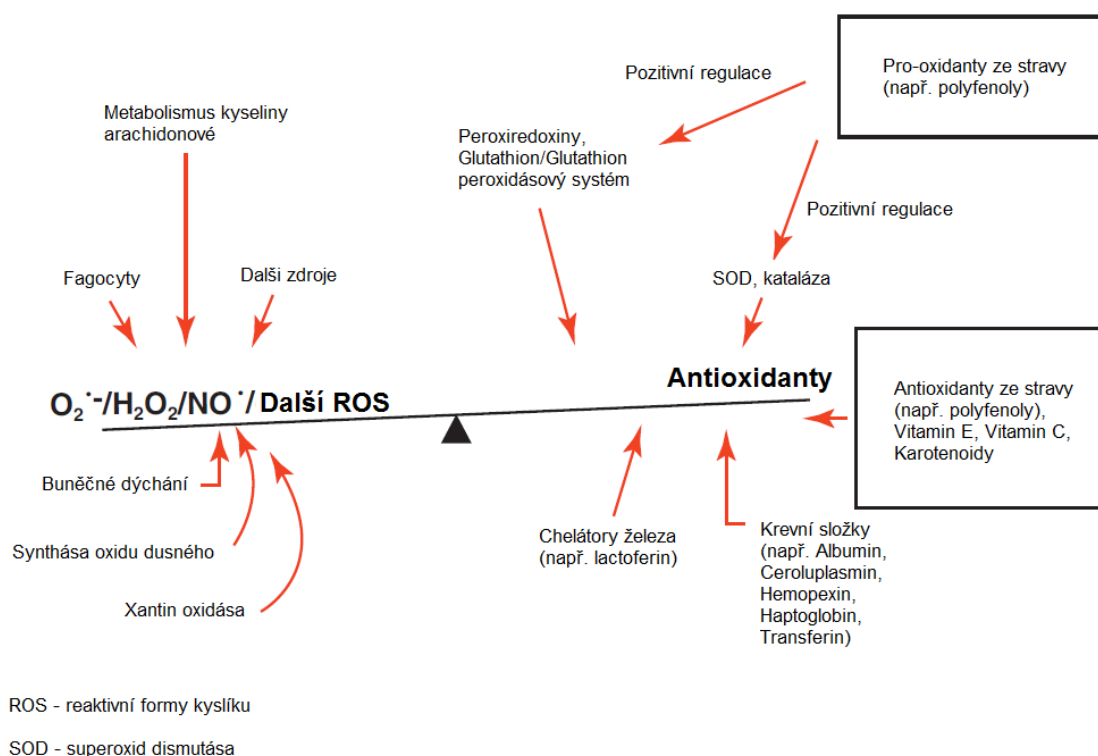 Pro-oxidanty ze stravy
(např. polyfenoly)
Pozitivní regulace
Metabolismus kyseliny
arachidonové
Peroxiredoxiny,
Glutathion/Glutathion
peroxidásový systém
Pozitivní regulace
Fagocyty
Dalši zdroje
SOD, kataláza
O₂˙⁻/H₂O₂/NO˙/Další ROS
Antioxidanty
Antioxidanty ze stravy
(např. polyfenoly),
Vitamin E, Vitamin C,
Karotenoidy
Buněčné dýchání
Synthása oxidu dusného
Xantin oxidása
Chelátory železa
(např. lactoferin)
Krevní složky
(např. Albumin,
Ceroluplasmin,
Hemopexin,
Haptoglobin,
Transferin)
ROS - reaktivní formy kyslíku
SOD - superoxid dismutása